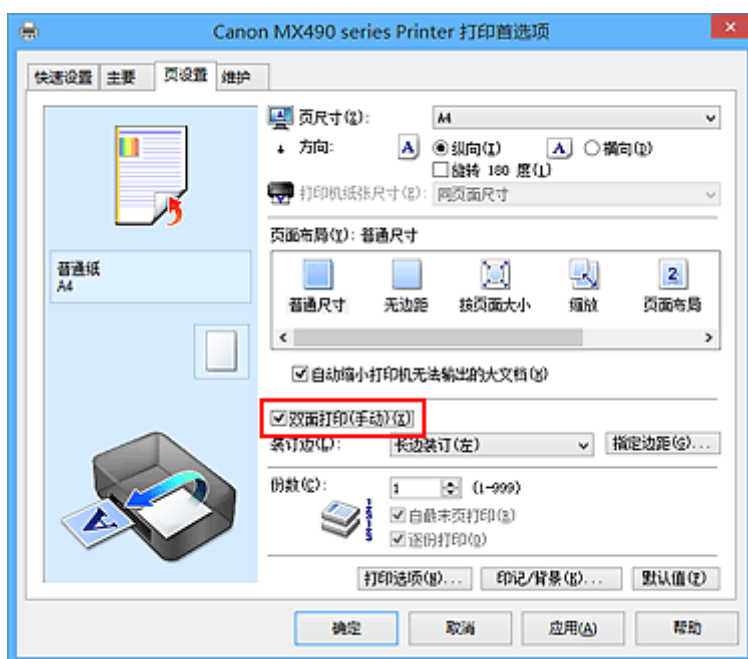 Canon MX490 series Printer 打印首选项
快速设置 主要 页设置 维护
页尺寸(Z): A4
方向: A 纵向(I) A 横向(D)
旋转 180 度(L)
打印机纸张尺寸(E): 同页面尺寸
页面布局(Y): 普通尺寸
普通尺寸 无边距 按页面大小 缩放 页面布局
自动缩小打印机无法输出的大文档(N)
双面打印(手动)(X)
装订边(L): 长边装订(左) 指定边距(G)...
份数(C): 1 (1-999)
自最末页打印(R)
逐份打印(O)
打印选项(N)... 印记/背景(K)... 默认值(F)
普通纸
A4
确定 取消 应用(A) 帮助